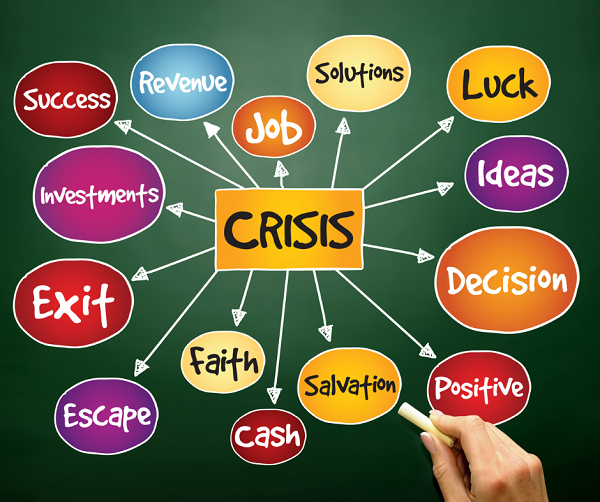 Success
Revenue
Job
Solutions
Luck
Investments
Ideas
CRISIS
Exit
Decision
Faith
Salvation
Positive
Escape
Cash